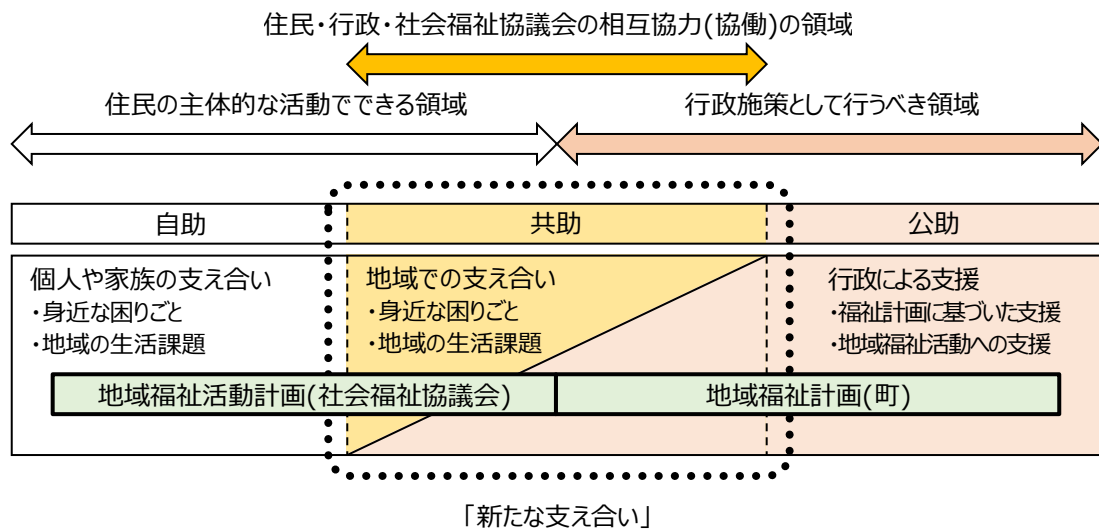 住民・行政・社会福祉協議会の相互協力(協働)の領域
住民の主体的な活動でできる領域
行政施策として行うべき領域
自助
共助
公助
個人や家族の支え合い
・身近な困りごと
・地域の生活課題
地域での支え合い
・身近な困りごと
・地域の生活課題
行政による支援
・福祉計画に基づいた支援
・地域福祉活動への支援
地域福祉活動計画(社会福祉協議会)
地域福祉計画(町)
「新たな支え合い」